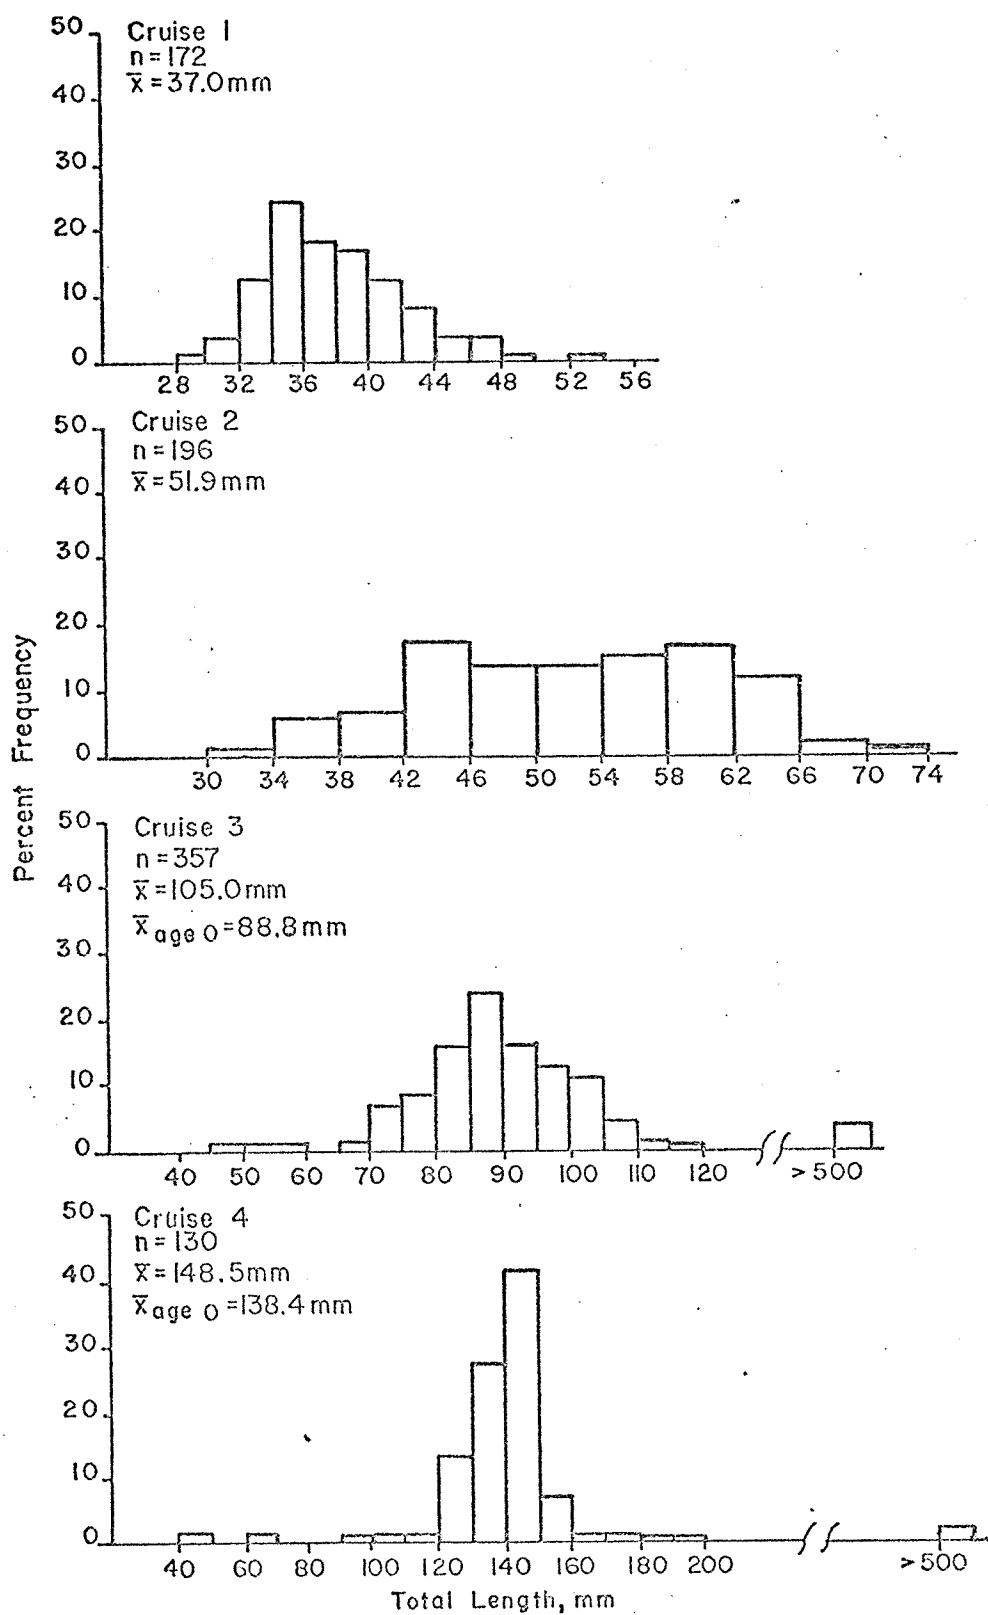 Percent Frequency
Cruise 1
n=172
x̄=37.0mm
50
40
30
20
10
0
28 32 36 40 44 48 52 56
Cruise 2
n=196
x̄=51.9mm
50
40
30
20
10
0
30 34 38 42 46 50 54 58 62 66 70 74
Cruise 3
n=357
x̄=105.0mm
x̄age 0=88.8mm
50
40
30
20
10
0
40 50 60 70 80 90 100 110 120 >500
Cruise 4
n=130
x̄=148.5mm
x̄age 0=138.4mm
50
40
30
20
10
0
40 60 80 100 120 140 160 180 200 >500
Total Length, mm